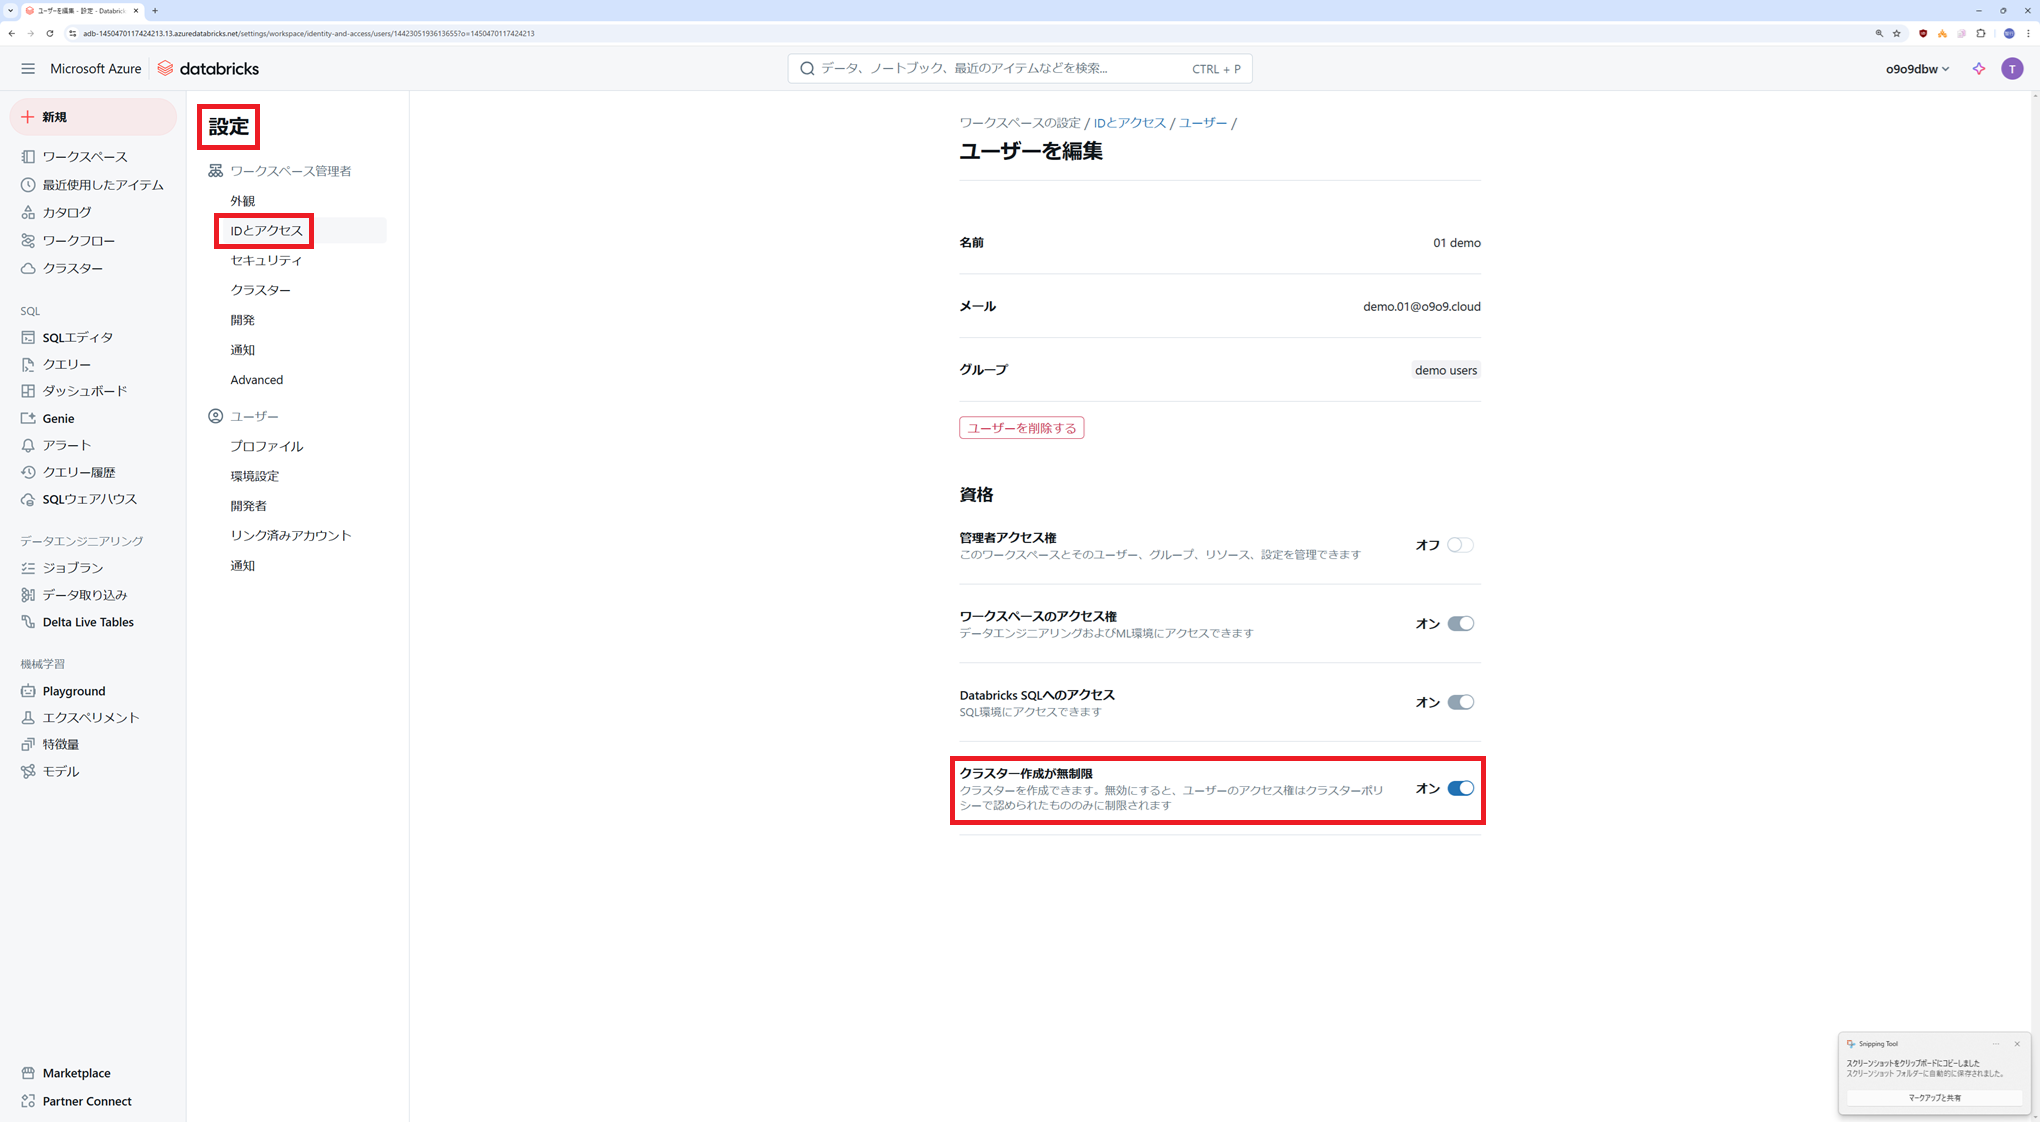 ユーザーを編集 - 設定 - Databric
adb-1450470117424213.13.azuredatabricks.net/settings/workspace/identity-and-access/users/1442305193613655?o=1450470117424213
Microsoft Azure
databricks
データ、ノートブック、最近のアイテムなどを検索...
CTRL + P
o9o9dbw
T
新規
ワークスペース
最近使用したアイテム
カタログ
ワークフロー
クラスター
SQL
SQLエディタ
クエリー
ダッシュボード
Genie
アラート
クエリー履歴
SQLウェアハウス
データエンジニアリング
ジョブラン
データ取り込み
Delta Live Tables
機械学習
Playground
エクスペリメント
特徴量
モデル
Marketplace
Partner Connect
設定
ワークスペース管理者
外観
IDとアクセス
セキュリティ
クラスター
開発
通知
Advanced
ユーザー
プロファイル
環境設定
開発者
リンク済みアカウント
通知
ワークスペースの設定 / IDとアクセス / ユーザー /
ユーザーを編集
名前
01 demo
メール
demo.01@o9o9.cloud
グループ
demo users
ユーザーを削除する
資格
管理者アクセス権
このワークスペースとそのユーザー、グループ、リソース、設定を管理できます
オフ
ワークスペースのアクセス権
データエンジニアリングおよびML環境にアクセスできます
オン
Databricks SQLへのアクセス
SQL環境にアクセスできます
オン
クラスター作成が無制限
クラスターを作成できます。無効にすると、ユーザーのアクセス権はクラスターポリ
シーで認められたもののみに制限されます
オン
Snipping Tool
スクリーンショットをクリップボードにコピーしました
スクリーンショット フォルダーに自動的に保存されました。
マークアップと共有